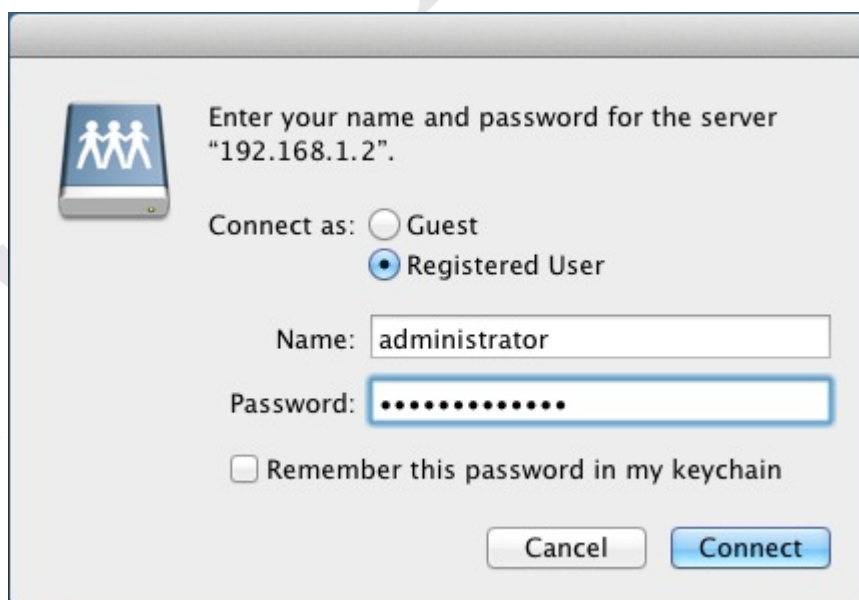 Enter your name and password for the server
“192.168.1.2”.
Connect as: Guest
Registered User
Name: administrator
Password: •••••••••••••
Remember this password in my keychain
Cancel Connect